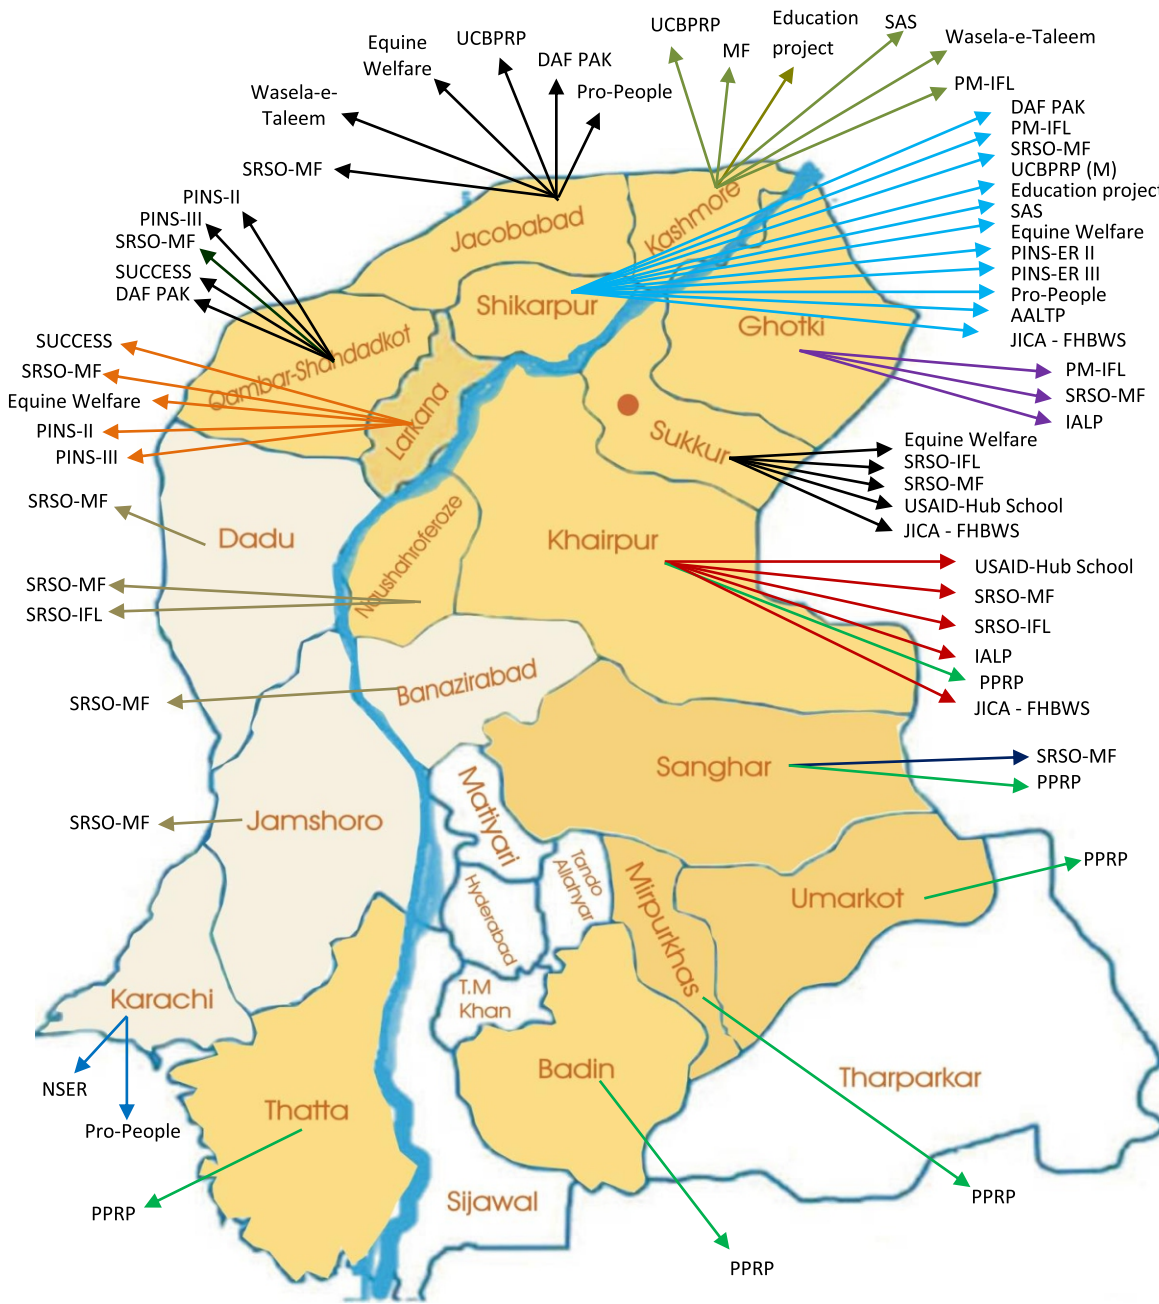 Education
project
SAS
UCBPRP
MF
Wasela-e-Taleem
PM-IFL
Equine
Welfare
UCBPRP
DAF PAK
Pro-People
Wasela-e-
Taleem
SRSO-MF
PINS-II
PINS-III
SRSO-MF
SUCCESS
DAF PAK
DAF PAK
PM-IFL
SRSO-MF
UCBPRP (M)
Education project
SAS
Equine Welfare
PINS-ER II
PINS-ER III
Pro-People
AALTP
JICA - FHBWS
Jacobabad
Kashmore
Shikarpur
Ghotki
Qambar-Shahdadkot
Larkana
Sukkur
SUCCESS
SRSO-MF
Equine Welfare
PINS-II
PINS-III
PM-IFL
SRSO-MF
IALP
Equine Welfare
SRSO-IFL
SRSO-MF
USAID-Hub School
JICA - FHBWS
SRSO-MF
Dadu
Naushahroferoze
Khairpur
SRSO-MF
SRSO-IFL
USAID-Hub School
SRSO-MF
SRSO-IFL
IALP
PPRP
JICA - FHBWS
SRSO-MF
Banazirabad
Sanghar
SRSO-MF
PPRP
SRSO-MF
Jamshoro
Matiyari
Hyderabad
Tando
Allahyar
Mirpurkhas
Umarkot
PPRP
Karachi
T.M
Khan
NSER
Pro-People
Thatta
Badin
Tharparkar
PPRP
Sijawal
PPRP
PPRP